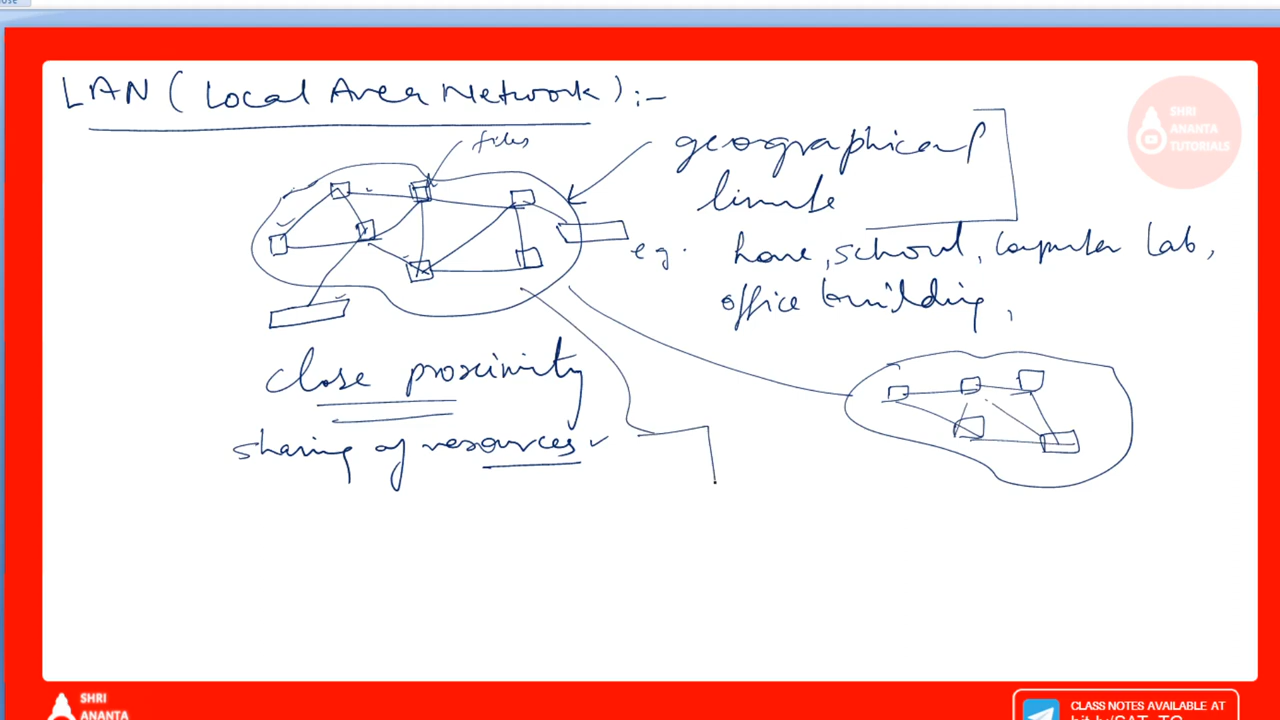 LAN (Local Area Network) :-
files
geographical
limits
e.g. home, school, computer lab,
office building,
close proximity
sharing of resources
SHRI
ANANTA
TUTORIALS
SHRI
ANANTA
CLASS NOTES AVAILABLE AT